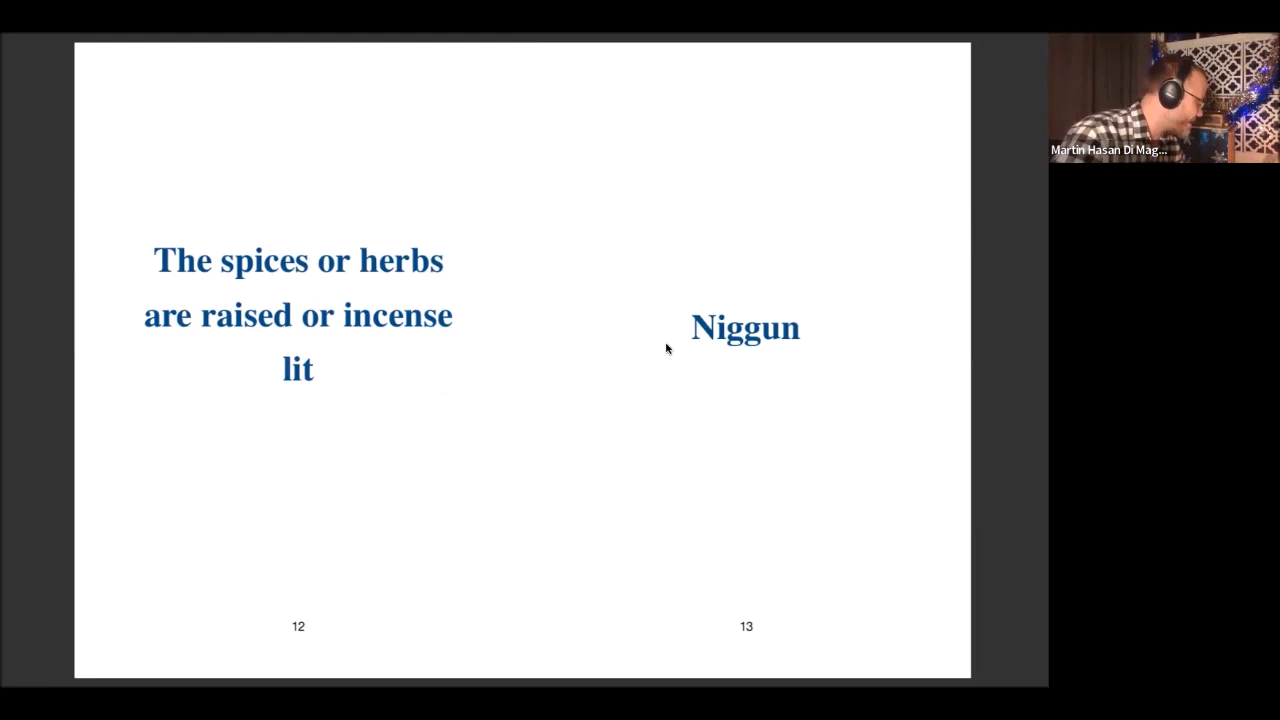 The spices or herbs
are raised or incense
lit
12
Niggun
13
Martin Hasan Di Mag...